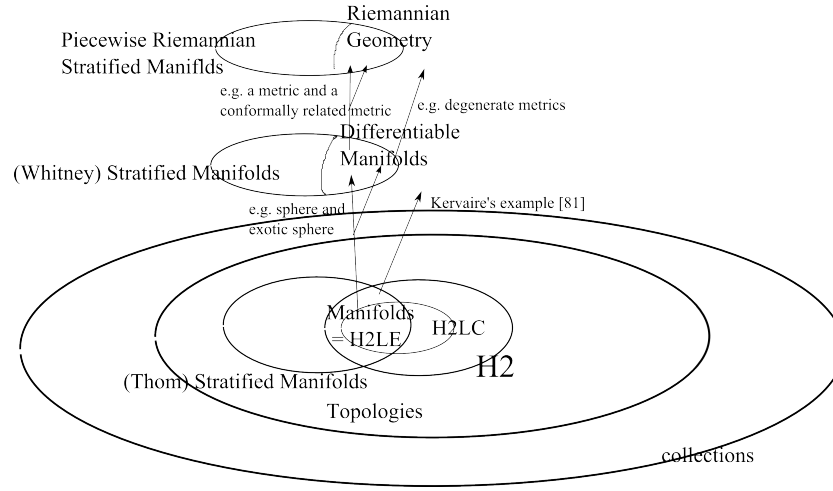 Riemannian
Geometry
Piecewise Riemannian
Stratified Maniflds
e.g. a metric and a
conformally related metric
e.g. degenerate metrics
Differentiable
Manifolds
(Whitney) Stratified Manifolds
e.g. sphere and
exotic sphere
Kervaire's example [81]
Manifolds
= H2LE
H2LC
H2
(Thom) Stratified Manifolds
Topologies
collections